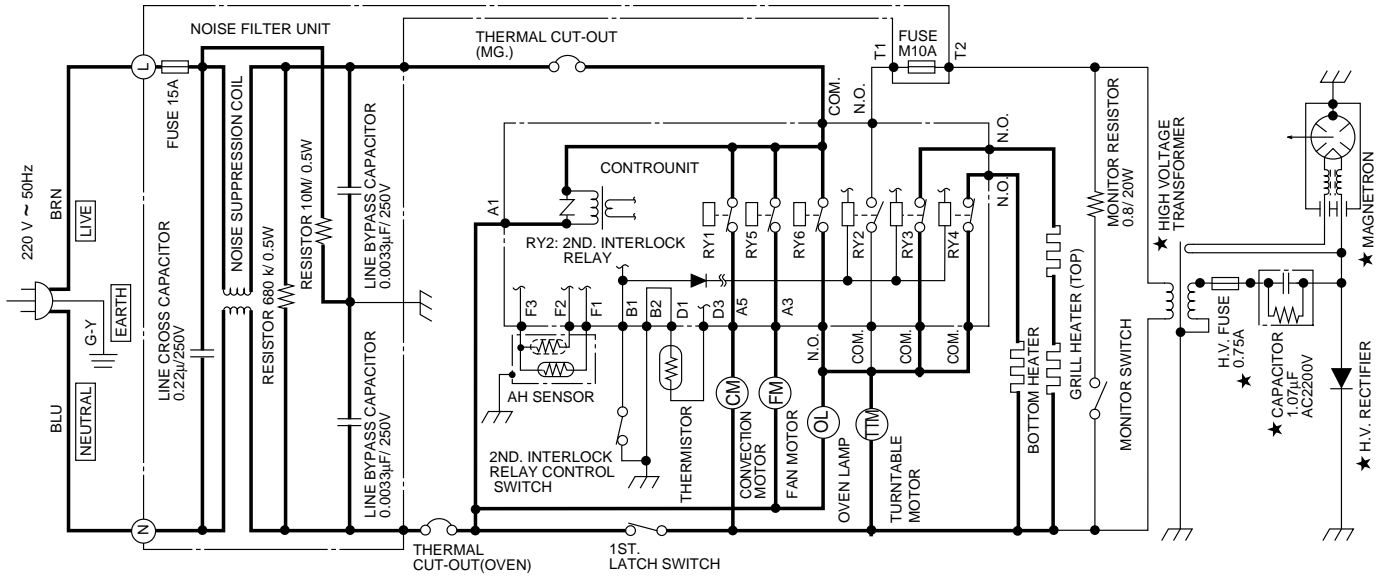 NOISE FILTER UNIT
THERMAL CUT-OUT
(MG.)
T1
FUSE
M10A
T2
L
FUSE 15A
220 V ~ 50Hz
BRN
LIVE
G-Y
EARTH
BLU
NEUTRAL
N
LINE CROSS CAPACITOR
0.22μ/250V
NOISE SUPPRESSION COIL
RESISTOR 680 k/ 0.5W
RESISTOR 10M/ 0.5W
LINE BYPASS CAPACITOR
0.0033μF/ 250V
LINE BYPASS CAPACITOR
0.0033μF/ 250V
COM.
N.O.
N.O.
N.O.
CONTROUNIT
A1
RY2: 2ND. INTERLOCK
RELAY
RY1
RY5
RY6
RY2
RY3
RY4
F3
F2
F1
B1
B2
D1
D3
A5
A3
N.O.
COM.
COM.
COM.
AH SENSOR
2ND. INTERLOCK
RELAY CONTROL
SWITCH
THERMISTOR
CM
CONVECTION
MOTOR
FM
FAN MOTOR
OL
OVEN LAMP
TTM
TURNTABLE
MOTOR
BOTTOM HEATER
GRILL HEATER (TOP)
MONITOR SWITCH
MONITOR RESISTOR
0.8/ 20W
★ HIGH VOLTAGE
TRANSFORMER
H.V. FUSE
0.75A
★
★ CAPACITOR
1.07μF
AC2200V
★ MAGNETRON
★ H.V. RECTIFIER
THERMAL
CUT-OUT(OVEN)
1ST.
LATCH SWITCH